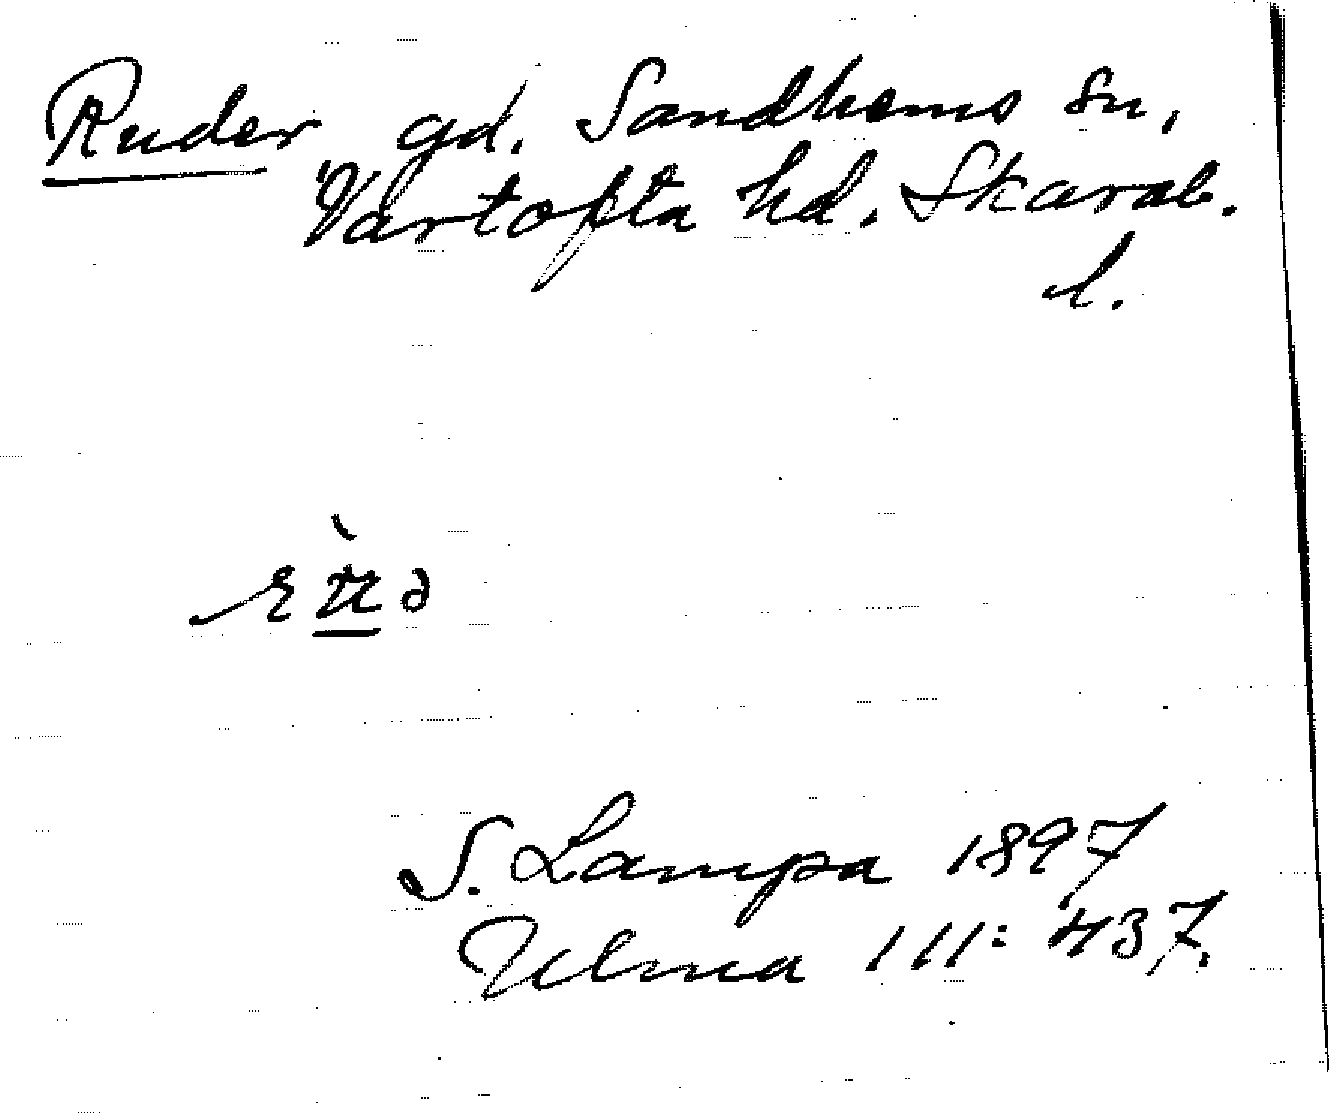 Ruder gd. Sandhems sn,
Vartofta hd. Skarab.
l.
S. Lampa 1897
Ulma 111: 437.